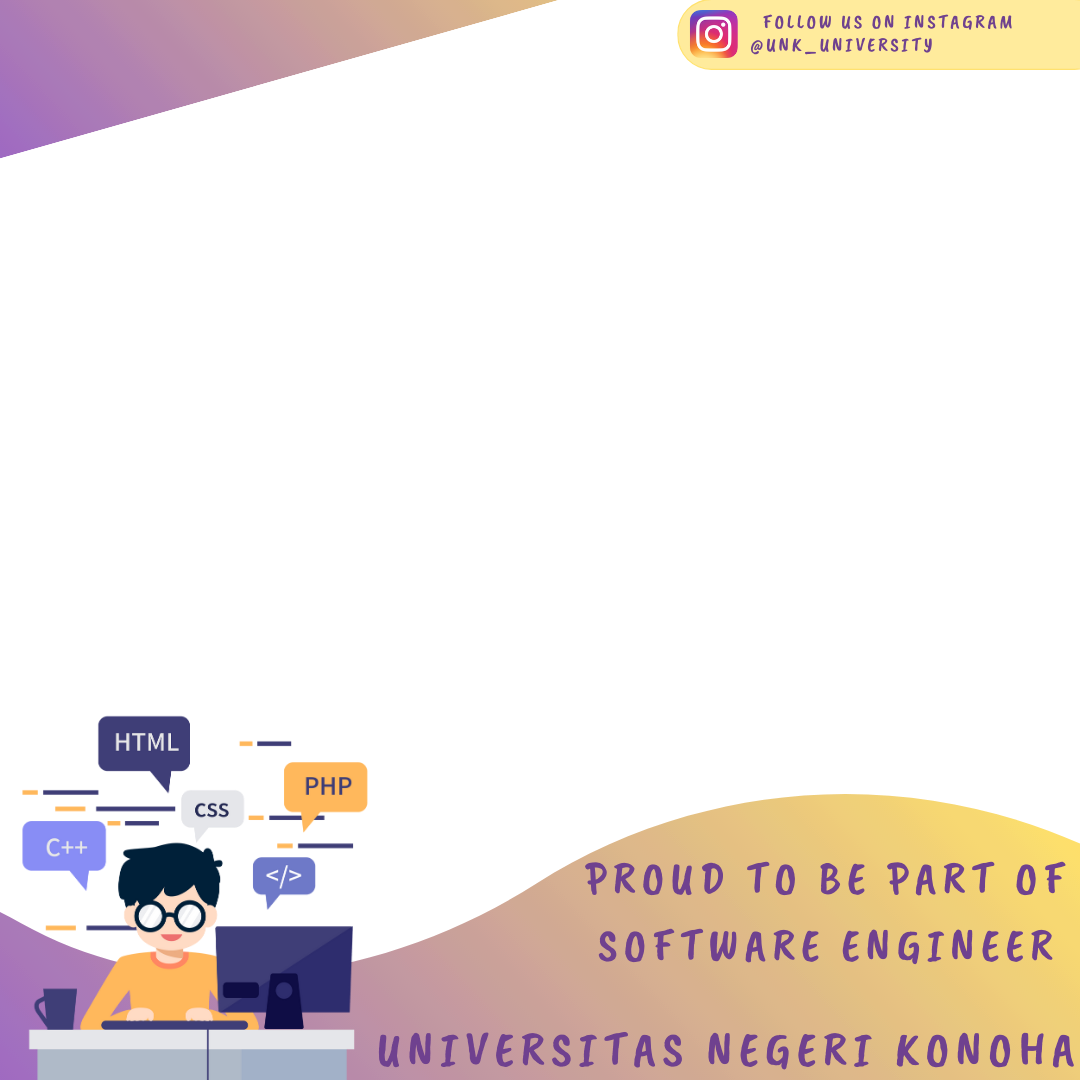 FOLLOW US ON INSTAGRAM
@UNK_UNIVERSITY
HTML
PHP
CSS
C++
</>
PROUD TO BE PART OF
SOFTWARE ENGINEER
UNIVERSITAS NEGERI KONOHA